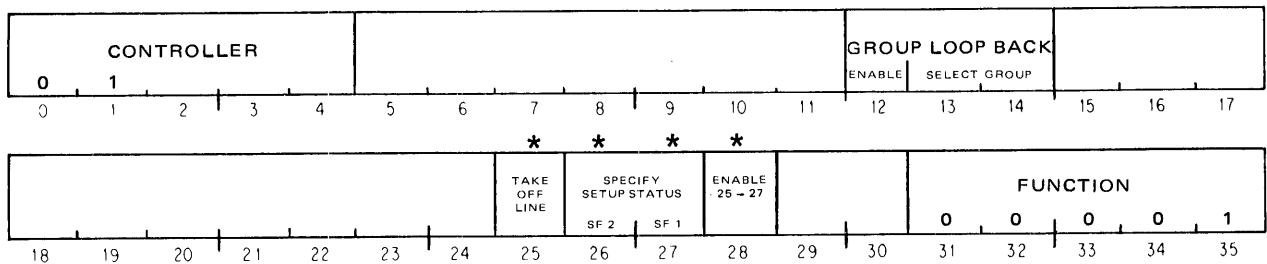 CONTROLLER
GROUP LOOP BACK
ENABLE SELECT GROUP
0 1
0 1 2 3 4 5 6 7 8 9 10 11 12 13 14 15 16 17
* * * *
TAKE OFF LINE
SPECIFY SETUP STATUS
SF 2 SF 1
ENABLE 25 → 27
FUNCTION
0 0 0 0 1
18 19 20 21 22 23 24 25 26 27 28 29 30 31 32 33 34 35